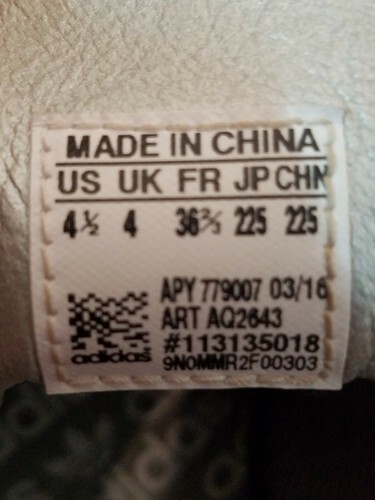 MADE IN CHINA
US UK FR JP CHN
4½ 4 36⅔ 225 225
APY 779007 03/16
ART AQ2643
#113135018
adidas
9N0MMR2F00303